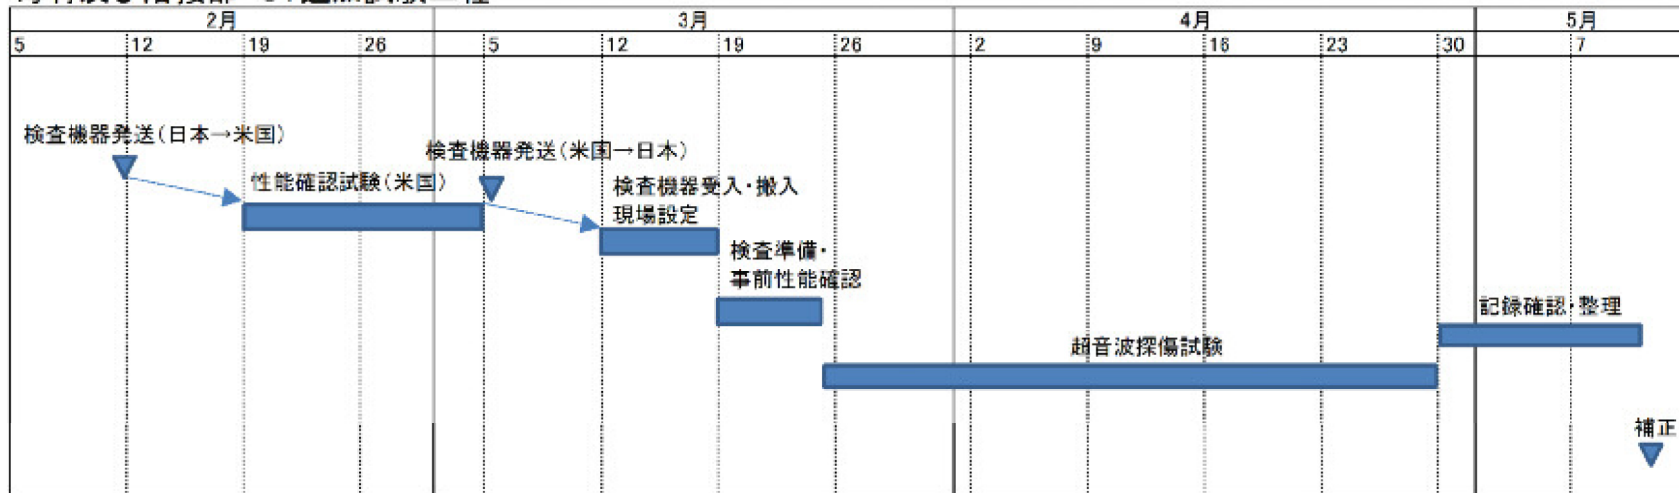 2月 3月 4月 5月
5 12 19 26 5 12 19 26 2 9 16 23 30 7
検査機器発送(日本→米国)
検査機器発送(米国→日本)
性能確認試験(米国)
検査機器受入・搬入
現場設定
検査準備・
事前性能確認
記録確認・整理
超音波探傷試験
補正